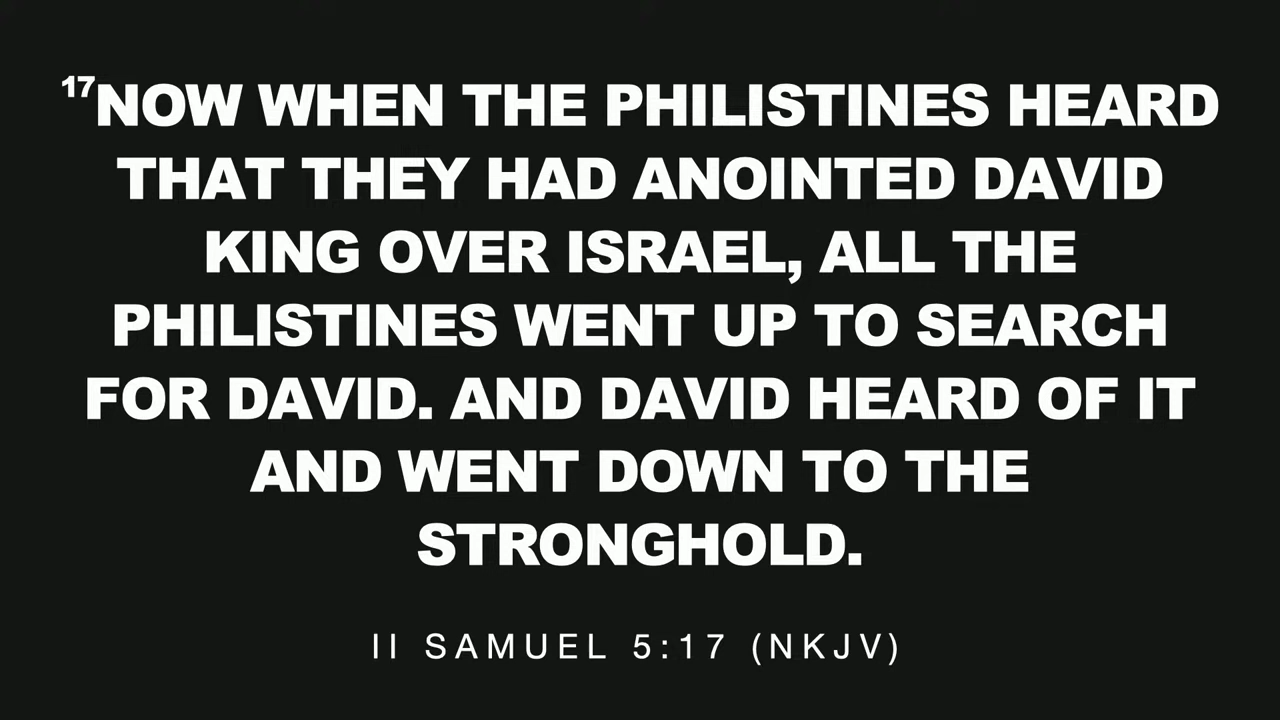 17NOW WHEN THE PHILISTINES HEARD
THAT THEY HAD ANOINTED DAVID
KING OVER ISRAEL, ALL THE
PHILISTINES WENT UP TO SEARCH
FOR DAVID. AND DAVID HEARD OF IT
AND WENT DOWN TO THE
STRONGHOLD.
II SAMUEL 5:17 (NKJV)